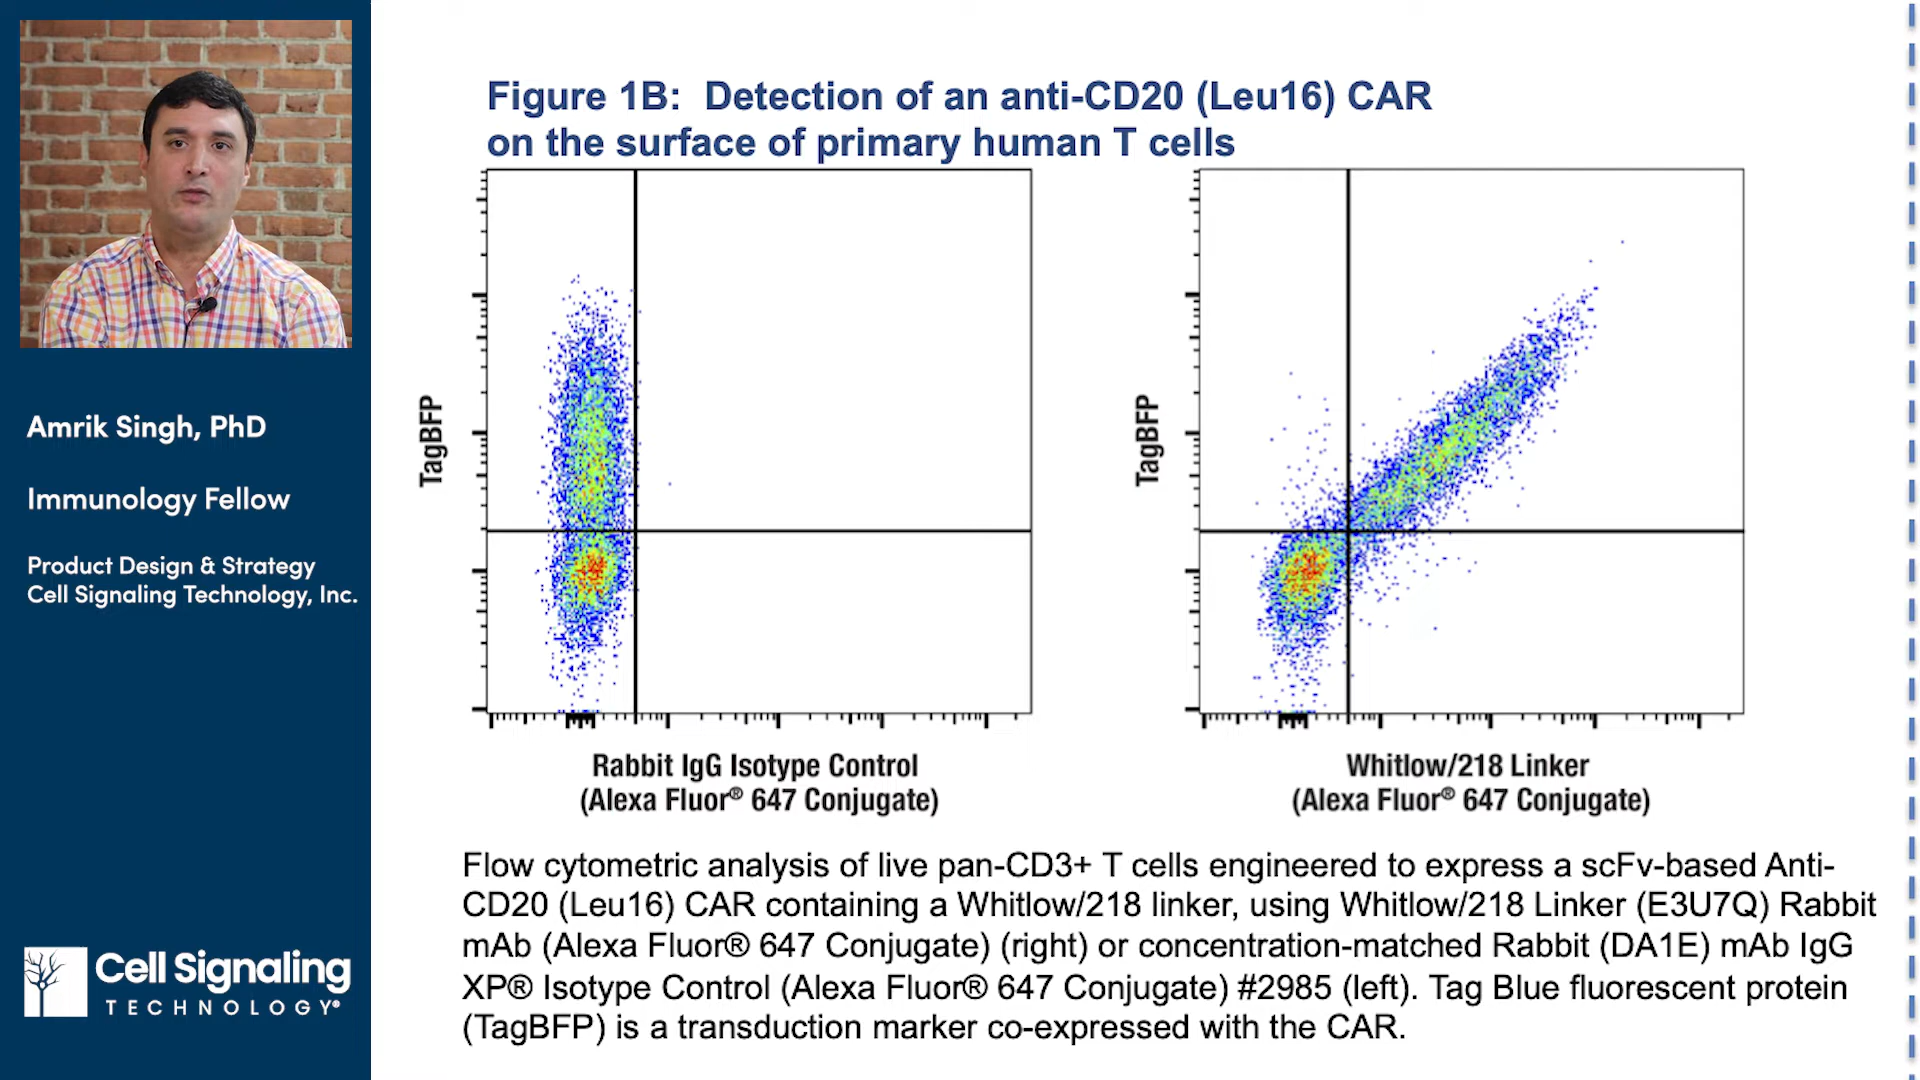 Amrik Singh, PhD
Immunology Fellow
Product Design & Strategy
Cell Signaling Technology, Inc.
Cell Signaling
TECHNOLOGY®
Figure 1B: Detection of an anti-CD20 (Leu16) CAR
on the surface of primary human T cells
TagBFP
Rabbit IgG Isotype Control
(Alexa Fluor® 647 Conjugate)
TagBFP
Whitlow/218 Linker
(Alexa Fluor® 647 Conjugate)
Flow cytometric analysis of live pan-CD3+ T cells engineered to express a scFv-based Anti-
CD20 (Leu16) CAR containing a Whitlow/218 linker, using Whitlow/218 Linker (E3U7Q) Rabbit
mAb (Alexa Fluor® 647 Conjugate) (right) or concentration-matched Rabbit (DA1E) mAb IgG
XP® Isotype Control (Alexa Fluor® 647 Conjugate) #2985 (left). Tag Blue fluorescent protein
(TagBFP) is a transduction marker co-expressed with the CAR.